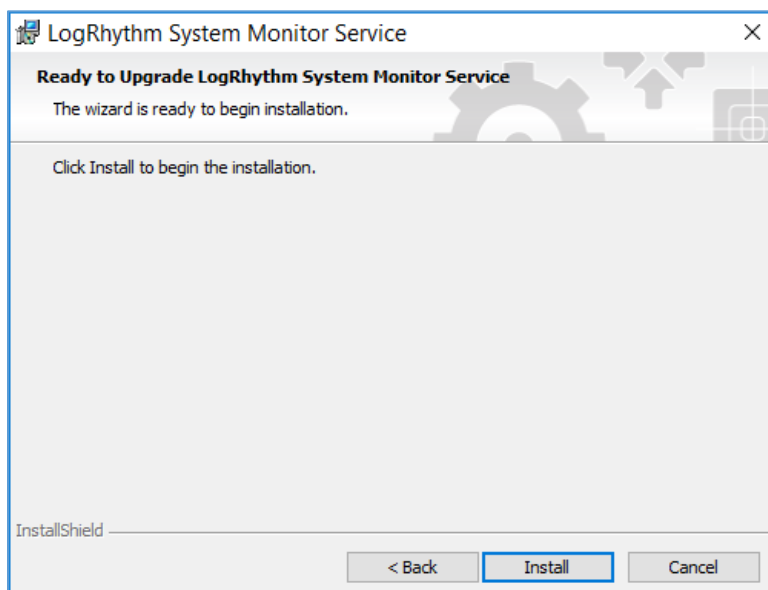 LogRhythm System Monitor Service
Ready to Upgrade LogRhythm System Monitor Service
The wizard is ready to begin installation.
Click Install to begin the installation.
InstallShield
< Back Install Cancel